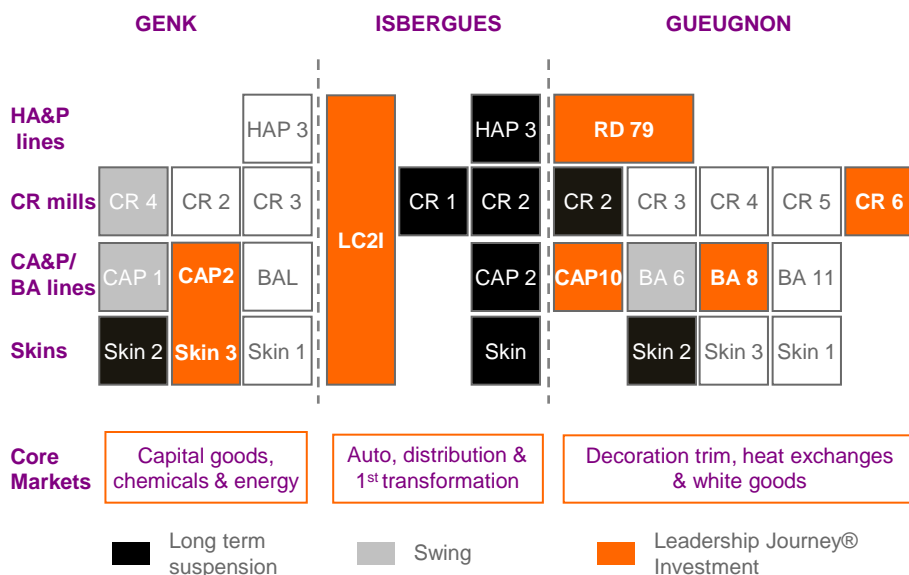 GENK ISBERGUES GUEUGNON
HA&P
lines
HAP 3 HAP 3 RD 79
CR mills CR 4 CR 2 CR 3 CR 1 CR 2 CR 2 CR 3 CR 4 CR 5 CR 6
LC2I
CA&P/
BA lines
CAP 1 CAP2 BAL CAP 2 CAP10 BA 6 BA 8 BA 11
Skins Skin 2 Skin 3 Skin 1 Skin Skin 2 Skin 3 Skin 1
Core
Markets
Capital goods,
chemicals & energy
Auto, distribution &
1st transformation
Decoration trim, heat exchanges
& white goods
Long term
suspension
Swing
Leadership Journey®
Investment